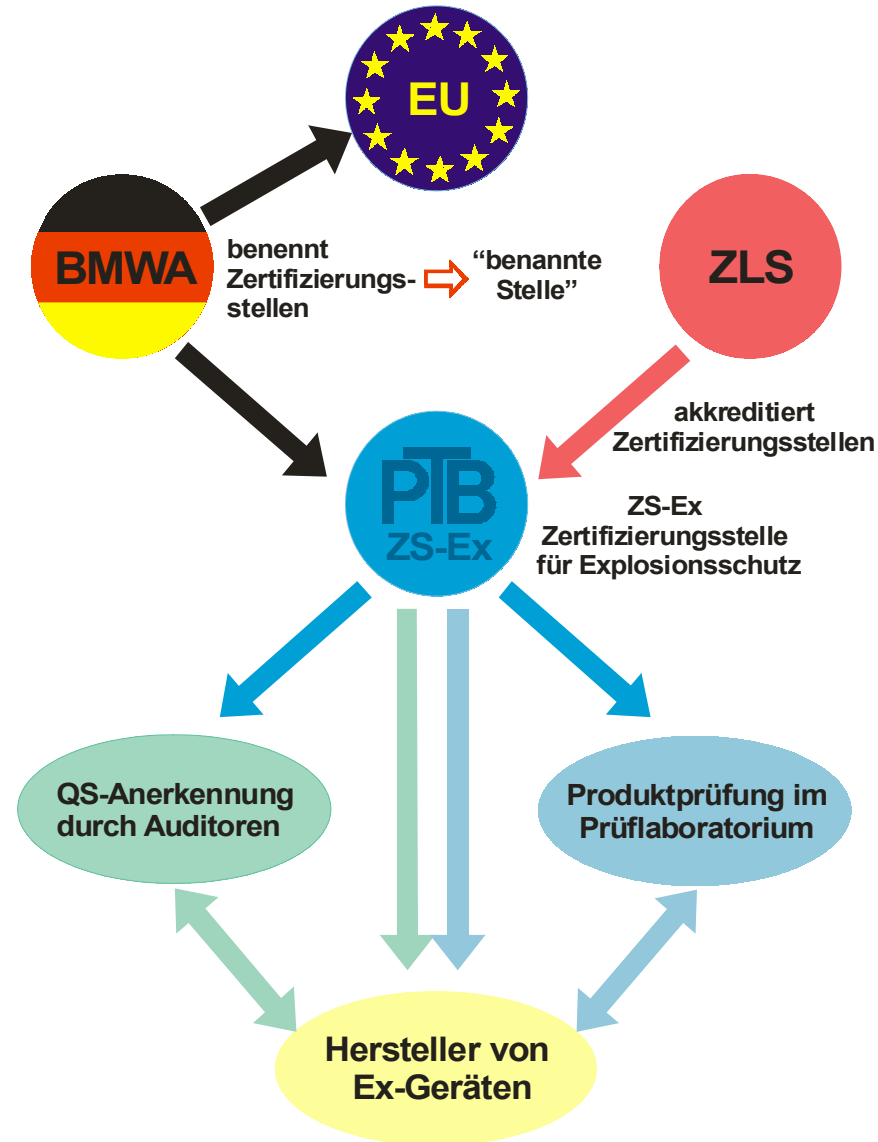 EU
BMWA
benennt
Zertifizierungs-
stellen
“benannte
Stelle”
ZLS
akkreditiert
Zertifizierungsstellen
PTB
ZS-Ex
ZS-Ex
Zertifizierungsstelle
für Explosionsschutz
QS-Anerkennung
durch Auditoren
Produktprüfung im
Prüflaboratorium
Hersteller von
Ex-Geräten